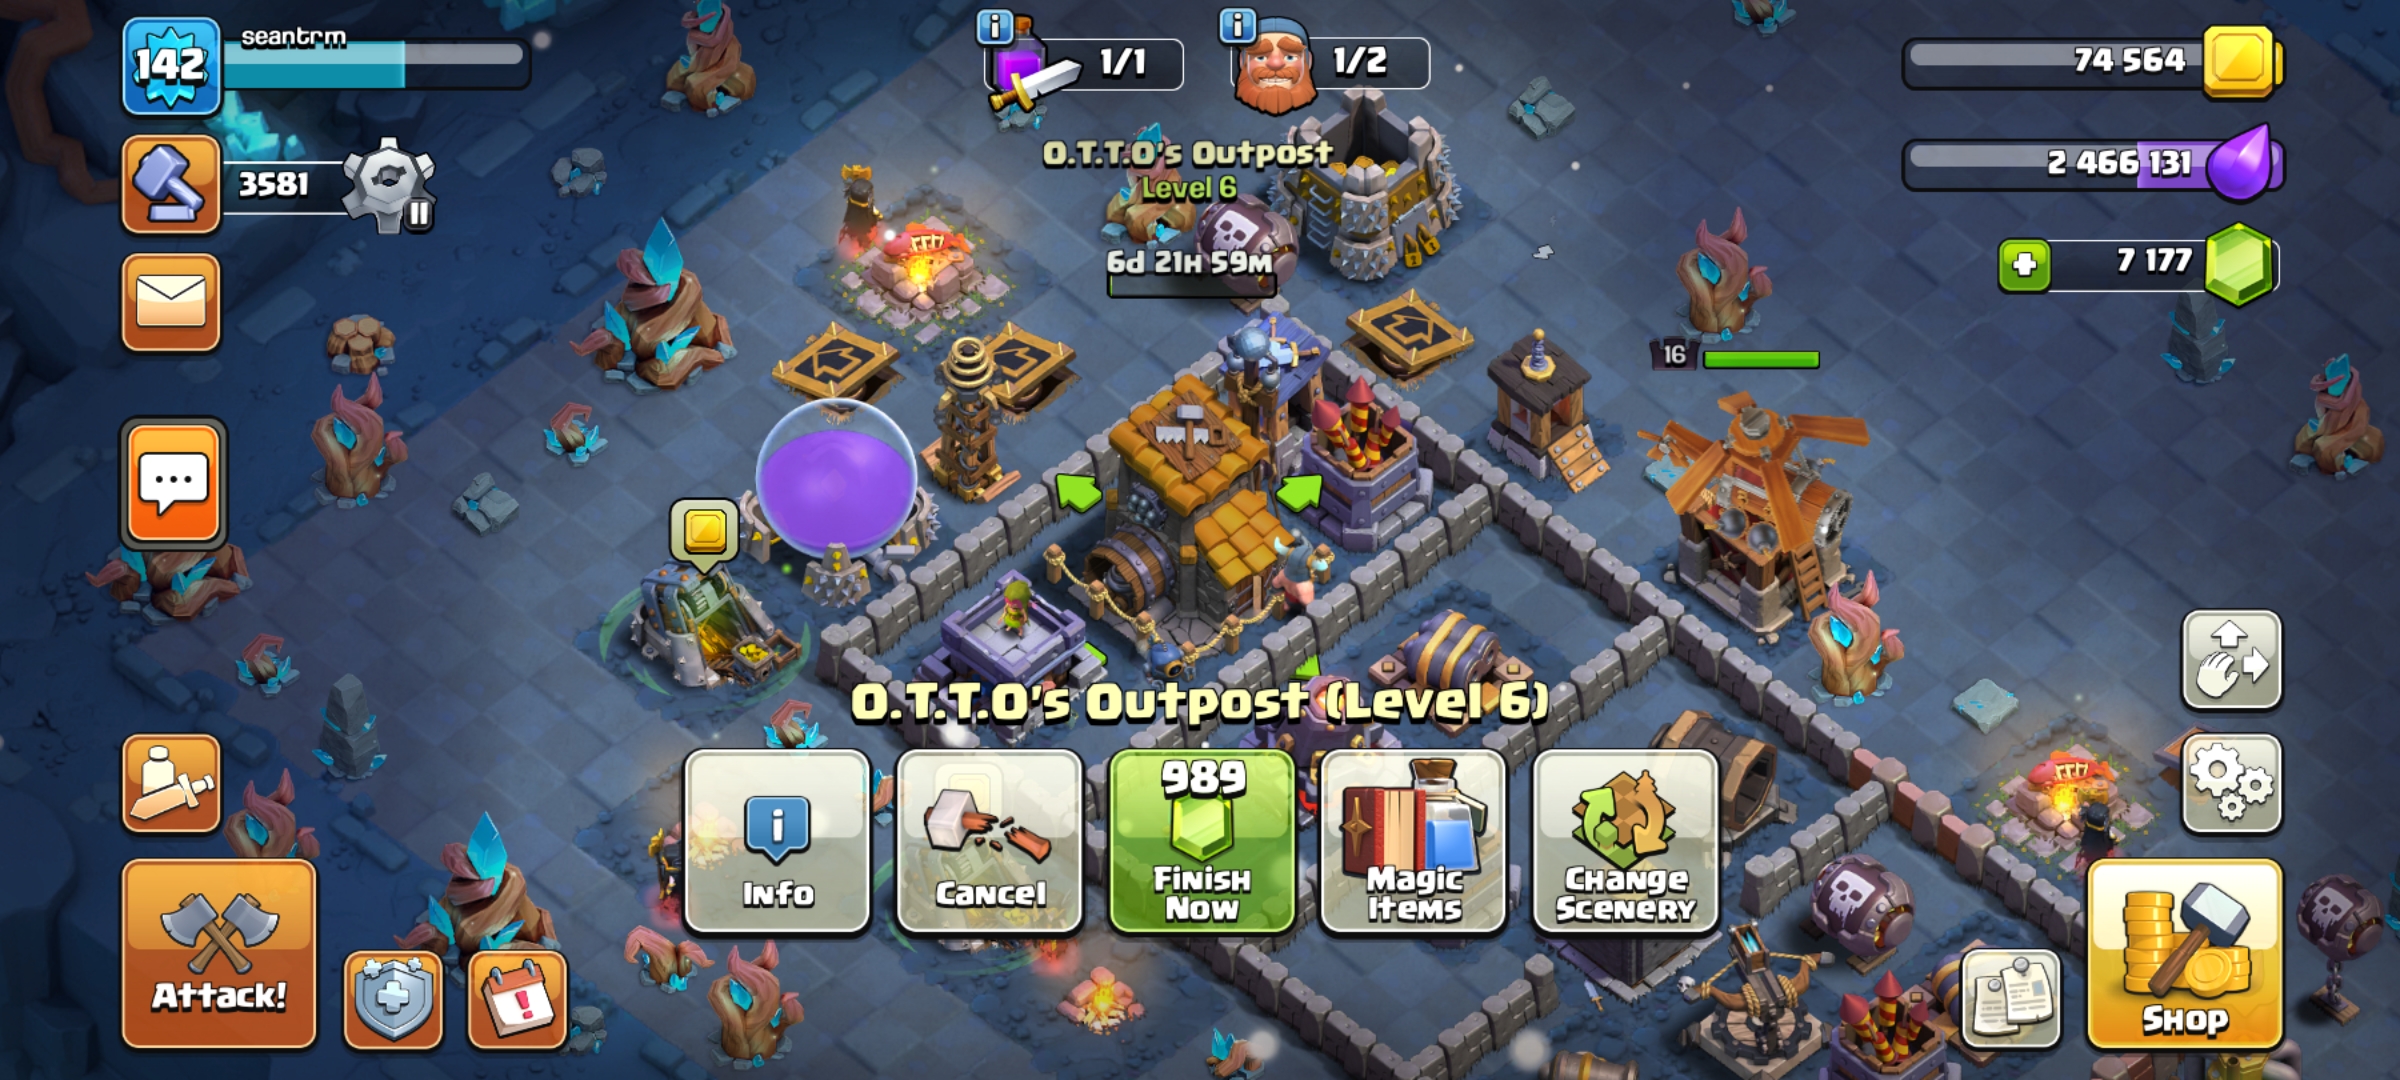 142
seantrm
1/1
1/2
74 564
3581
2 466 131
7 177
O.T.T.O's Outpost
Level 6
6d 21H 59M
16
O.T.T.O's Outpost (Level 6)
Info
Cancel
989
Finish
Now
Magic
Items
Change
Scenery
Attack!
Shop